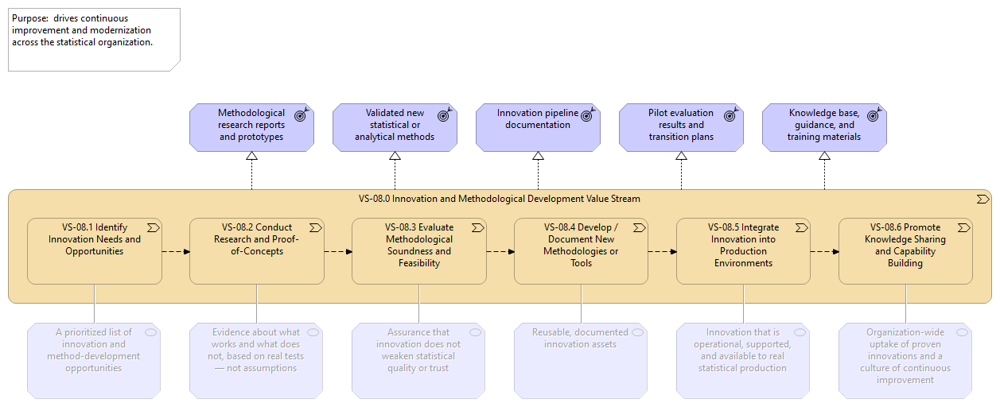 Purpose:  drives continuous
improvement and modernization
across the statistical organization.
Methodological
research reports
and prototypes
Validated new
statistical or
analytical methods
Innovation pipeline
documentation
Pilot evaluation
results and
transition plans
Knowledge base,
guidance, and
training materials
VS-08.0 Innovation and Methodological Development Value Stream
VS-08.1 Identify
Innovation Needs and
Opportunities
VS-08.2 Conduct
Research and Proof-
of-Concepts
VS-08.3 Evaluate
Methodological
Soundness and
Feasibility
VS-08.4 Develop /
Document New
Methodologies or
Tools
VS-08.5 Integrate
Innovation into
Production
Environments
VS-08.6 Promote
Knowledge Sharing
and Capability
Building
A prioritized list of
innovation and
method-development
opportunities
Evidence about what
works and what does
not, based on real tests
— not assumptions
Assurance that
innovation does not
weaken statistical
quality or trust
Reusable, documented
innovation assets
Innovation that is
operational, supported,
and available to real
statistical production
Organization-wide
uptake of proven
innovations and a
culture of continuous
improvement